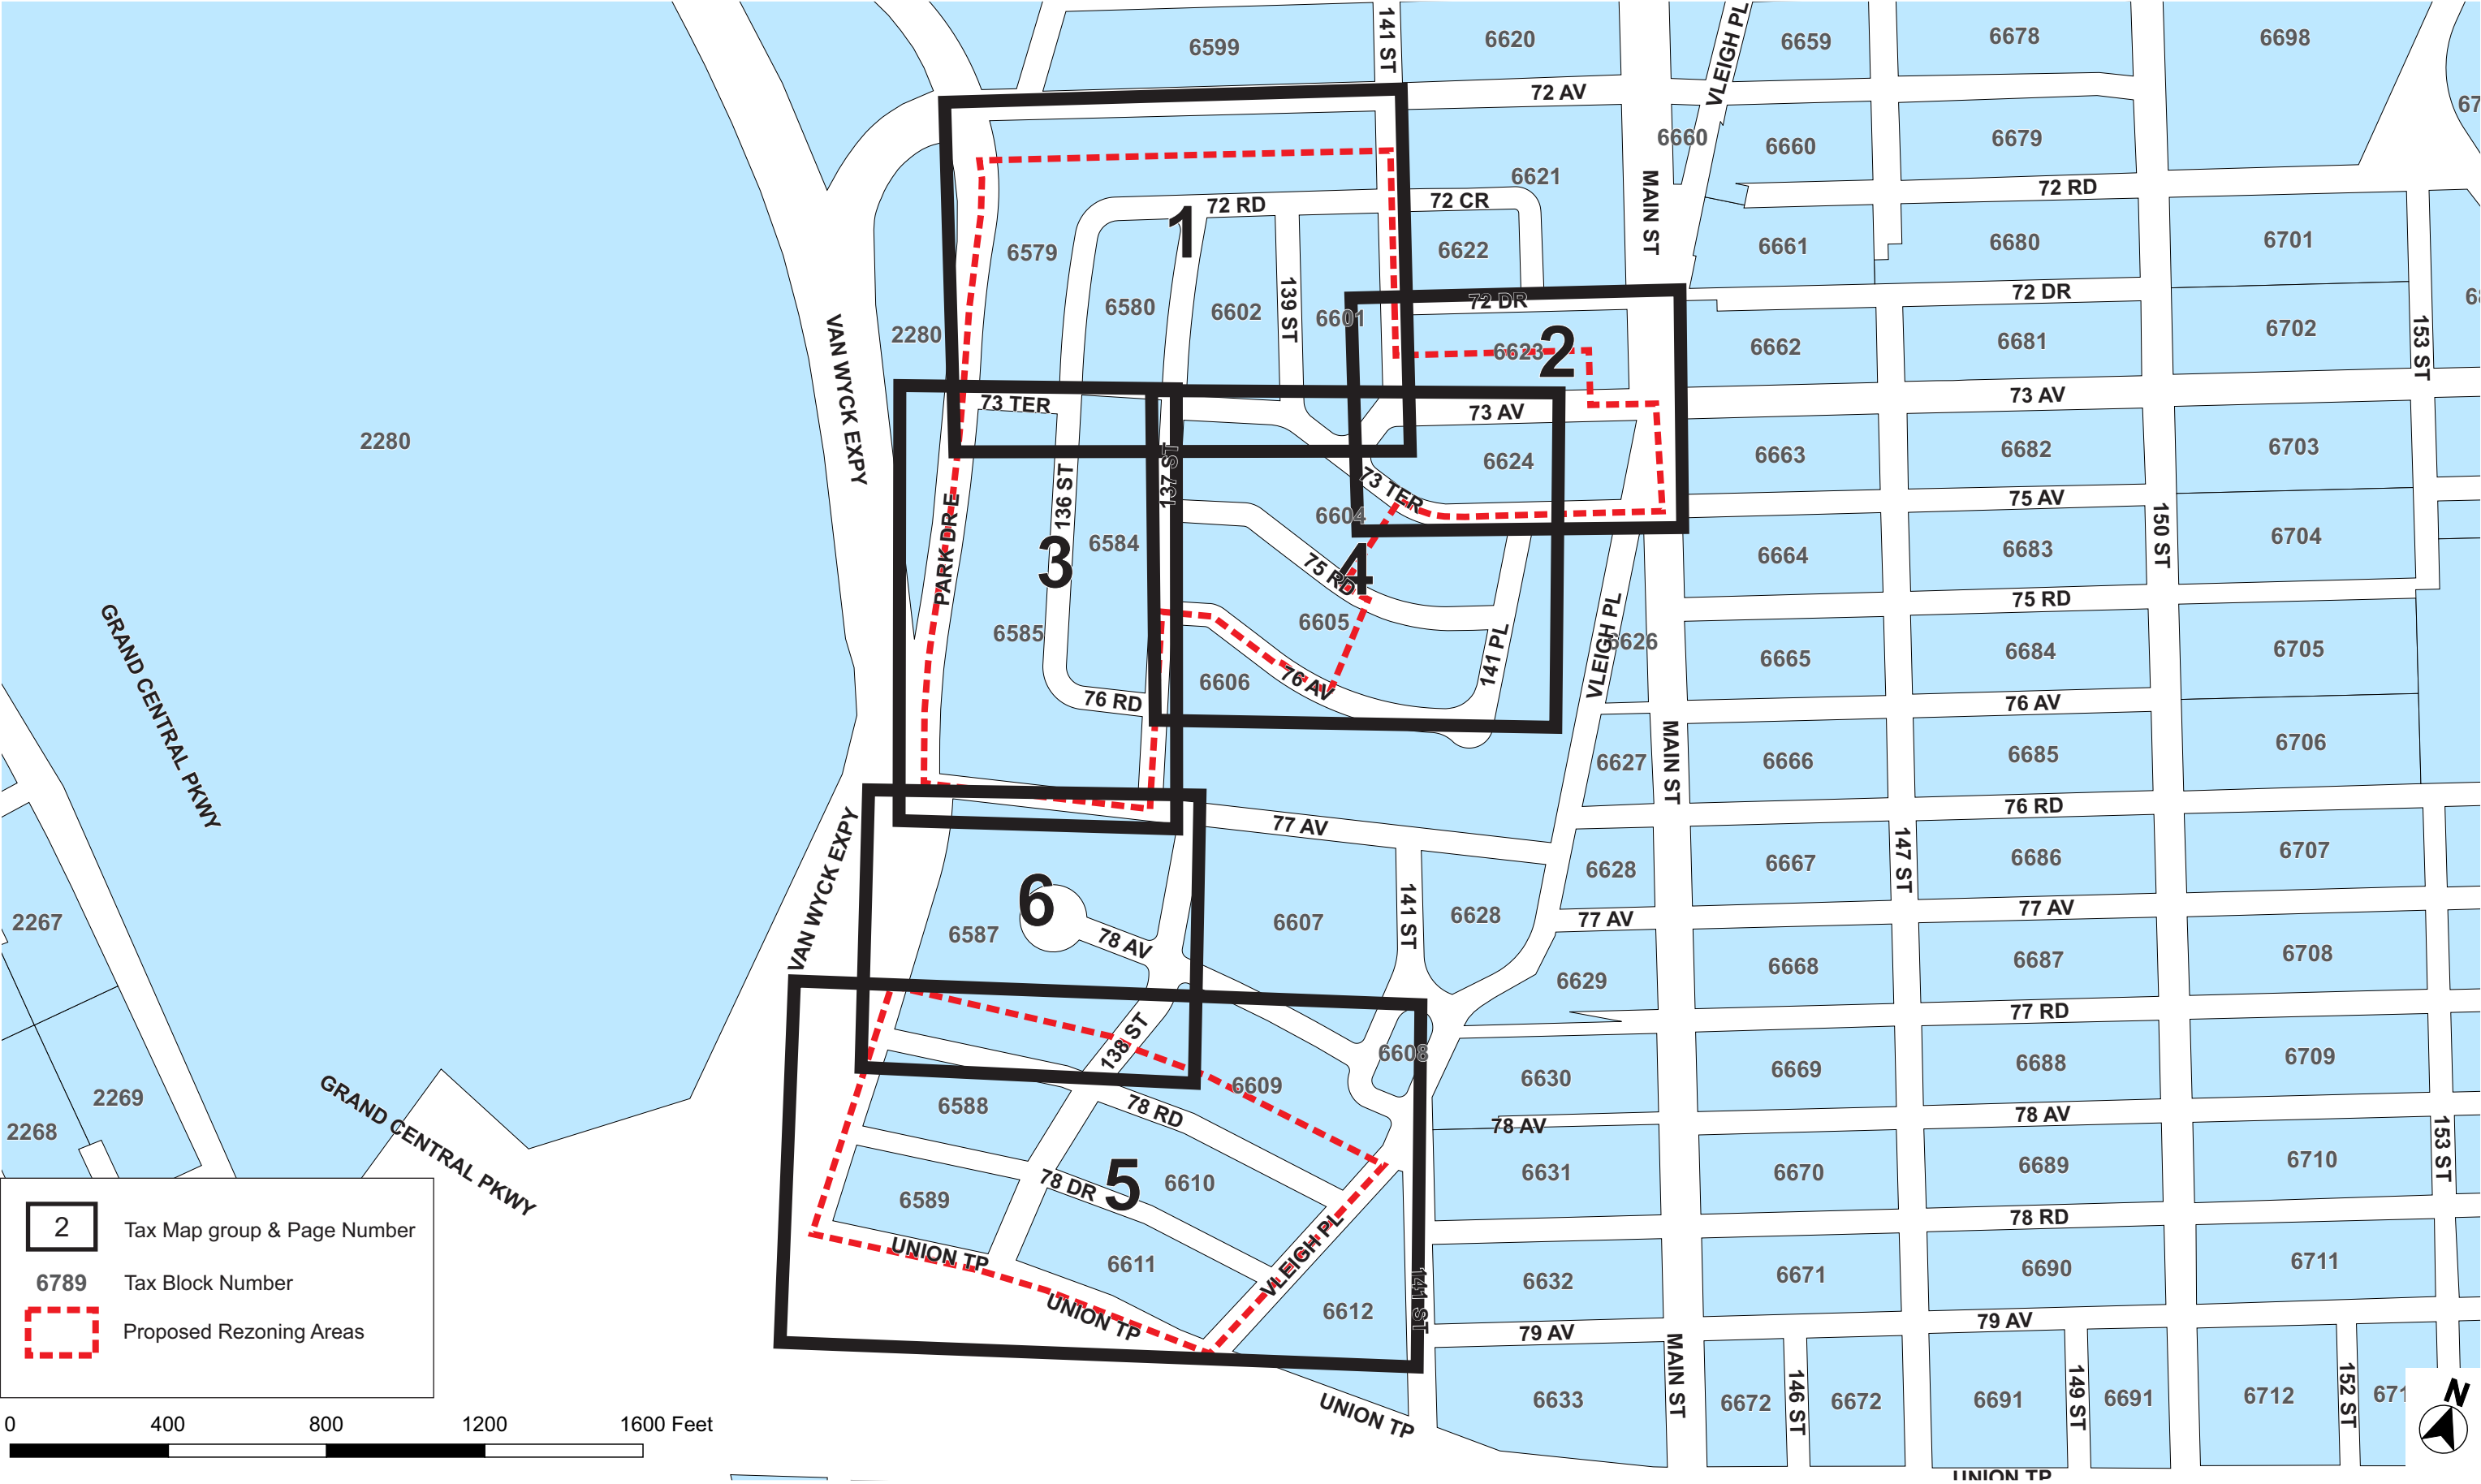 6599
141 ST
6620
VLEIGH PL
6659
6678
6698
72 AV
6660
6660
6679
6621
MAIN ST
72 RD
72 RD
72 CR
1
6579
6622
6661
6680
6701
6580
6602
139 ST
6601
72 DR
72 DR
2280
VAN WYCK EXPY
6623
2
6662
6681
6702
153 ST
73 TER
73 AV
73 AV
2280
137 ST
6624
6663
6682
6703
136 ST
73 TER
75 AV
PARK DR E
6604
150 ST
3
6584
4
75 RD
6664
6683
6704
75 RD
6585
6605
141 PL
VLEIGH PL
6626
6665
6684
6705
GRAND CENTRAL PKWY
76 RD
6606
76 AV
76 AV
6627
MAIN ST
6666
6685
6706
76 RD
77 AV
VAN WYCK EXPY
6628
6667
147 ST
6686
6707
6
6587
78 AV
6607
141 ST
6628
77 AV
77 AV
2267
6629
6668
6687
6708
77 RD
138 ST
6608
6609
6630
6669
6688
6709
2269
2268
GRAND CENTRAL PKWY
6588
78 RD
78 AV
78 AV
153 ST
5
78 DR
6610
6631
6670
6689
6710
6589
78 RD
UNION TP
6611
VLEIGH PL
6632
6671
6690
6711
UNION TP
6612
141 ST
79 AV
79 AV
UNION TP
6633
MAIN ST
6672
146 ST
6672
6691
149 ST
6691
6712
152 ST
UNION TP
N
2
Tax Map group & Page Number
6789
Tax Block Number
Proposed Rezoning Areas
0 400 800 1200 1600 Feet